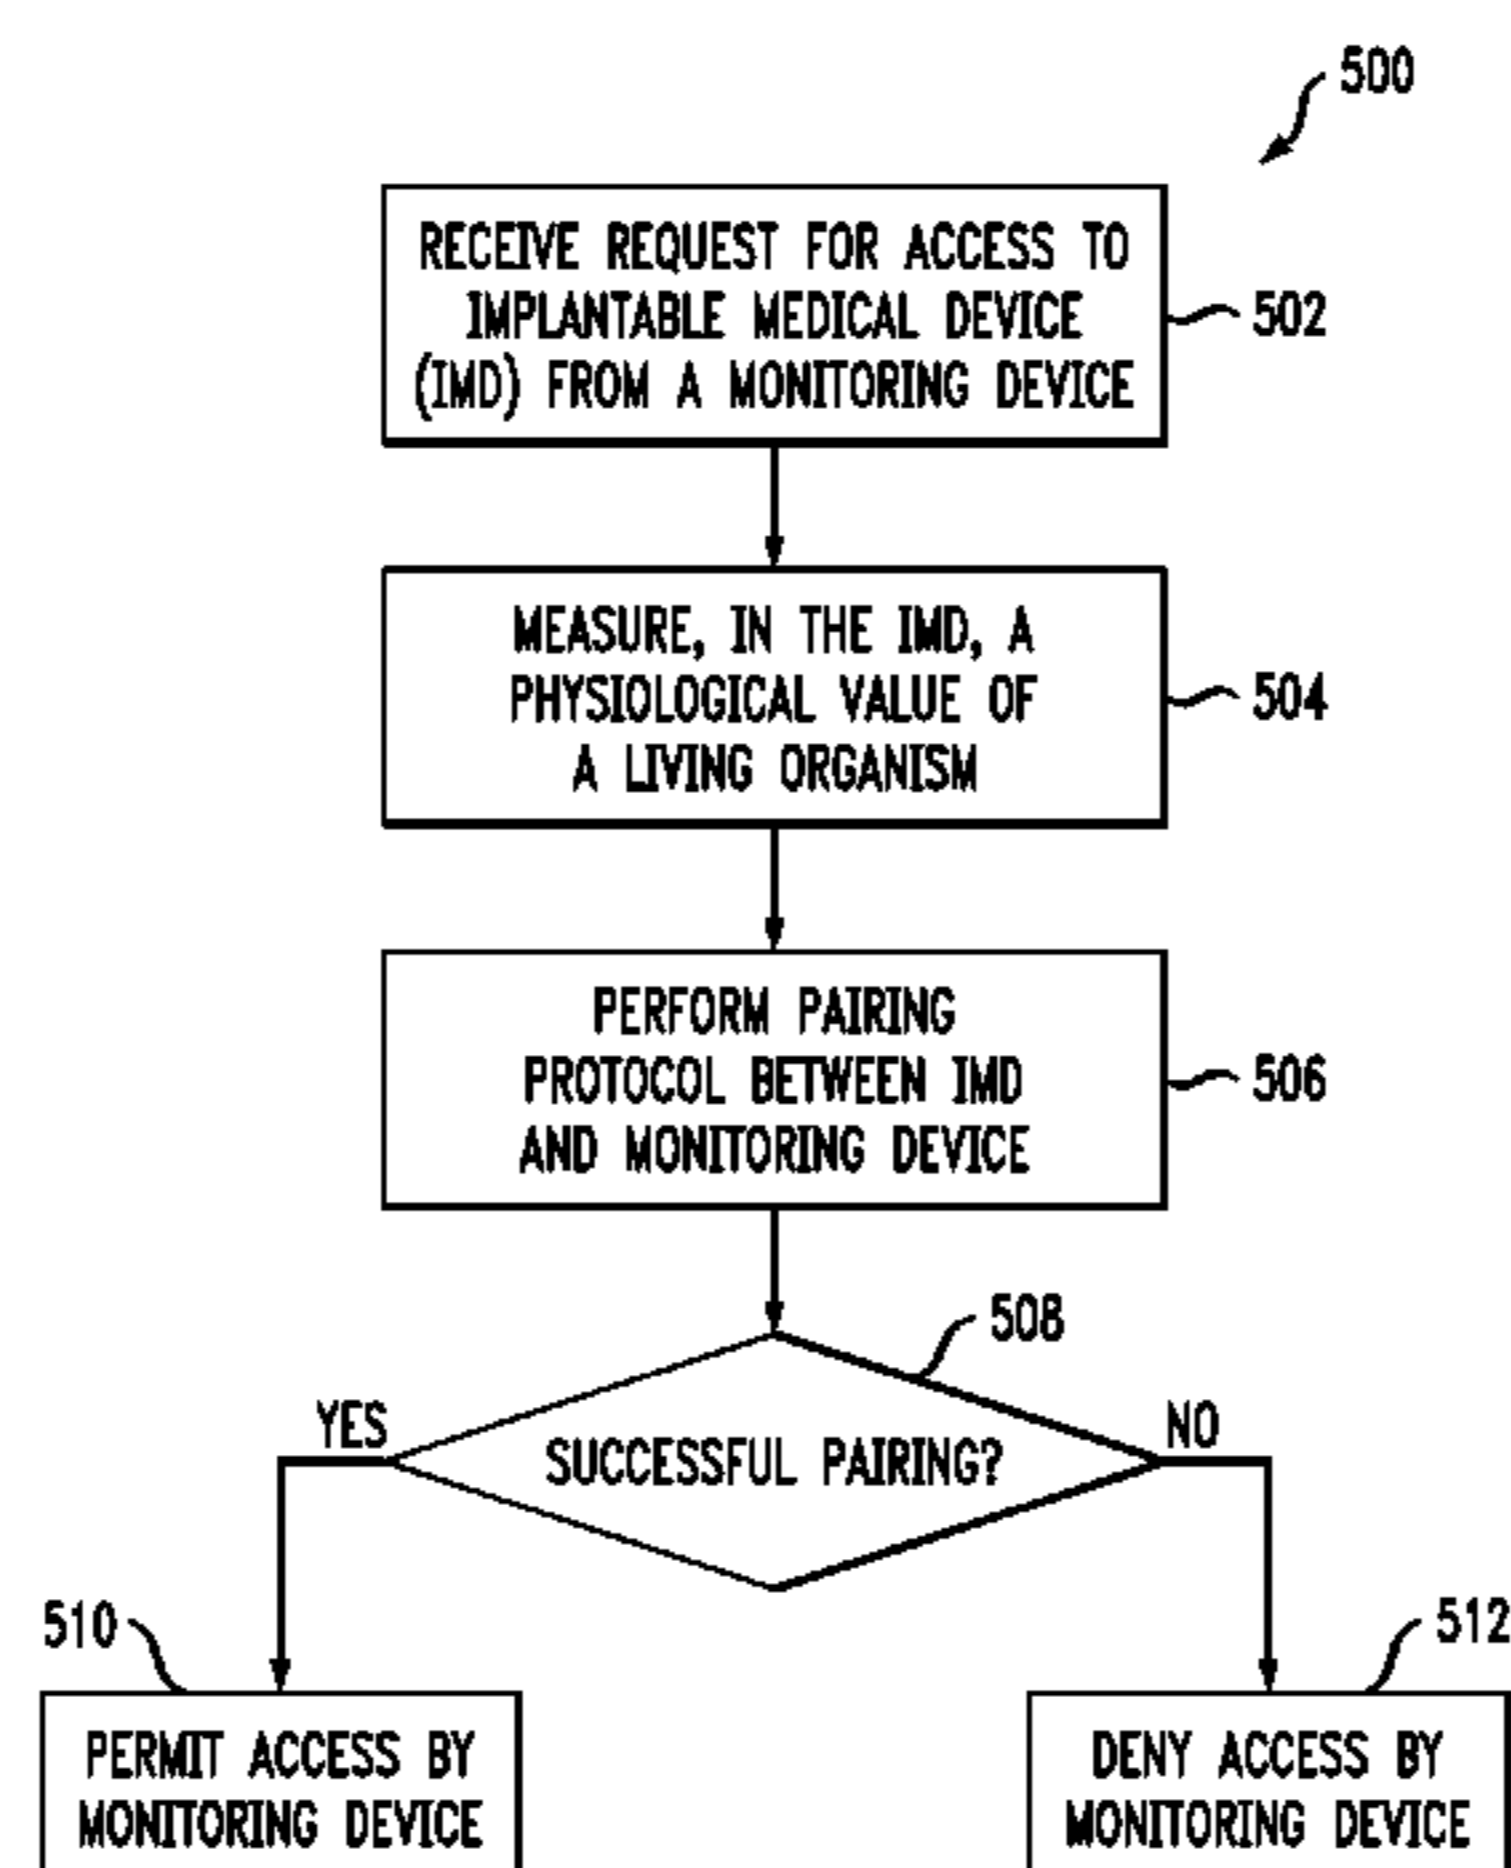 500
RECEIVE REQUEST FOR ACCESS TO
IMPLANTABLE MEDICAL DEVICE
(IMD) FROM A MONITORING DEVICE
502
MEASURE, IN THE IMD, A
PHYSIOLOGICAL VALUE OF
A LIVING ORGANISM
504
PERFORM PAIRING
PROTOCOL BETWEEN IMD
AND MONITORING DEVICE
506
508
YES
SUCCESSFUL PAIRING?
NO
510
PERMIT ACCESS BY
MONITORING DEVICE
512
DENY ACCESS BY
MONITORING DEVICE